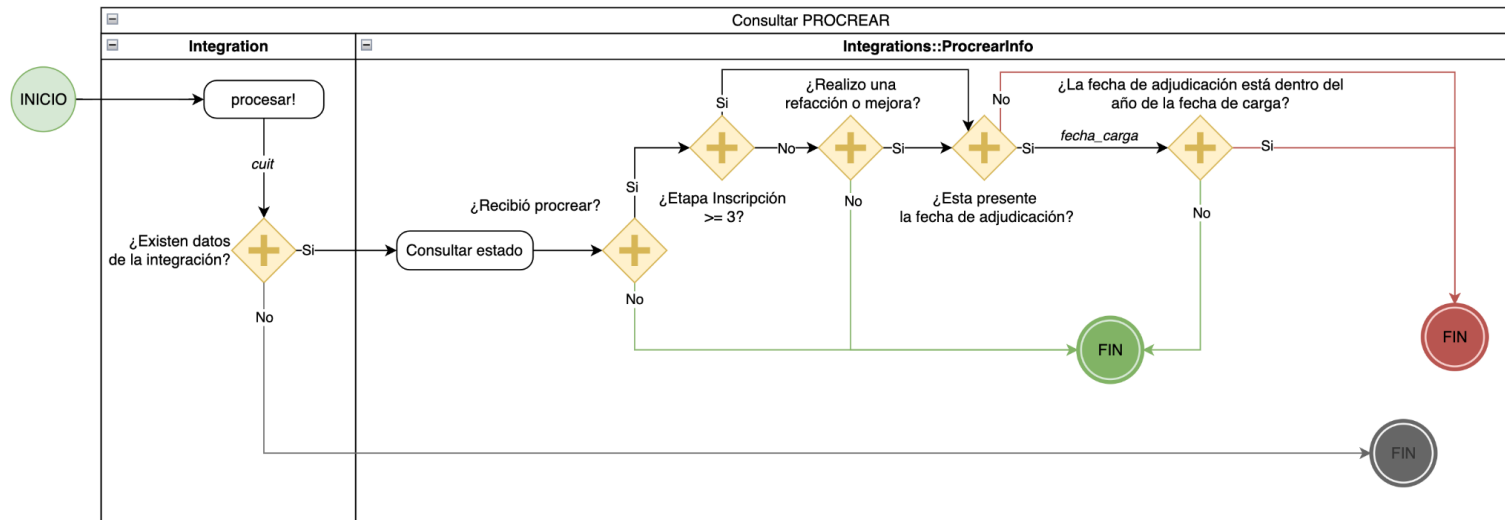 Consultar PROCREAR
Integration
Integrations::ProcrearInfo
INICIO
procesar!
cuit
¿Existen datos
de la integración?
Si
No
Consultar estado
¿Recibió procrear?
Si
No
¿Etapa Inscripción
>= 3?
Si
No
¿Realizo una
refacción o mejora?
Si
No
¿Esta presente
la fecha de adjudicación?
No
Si
fecha_carga
¿La fecha de adjudicación está dentro del
año de la fecha de carga?
Si
No
FIN
FIN
FIN